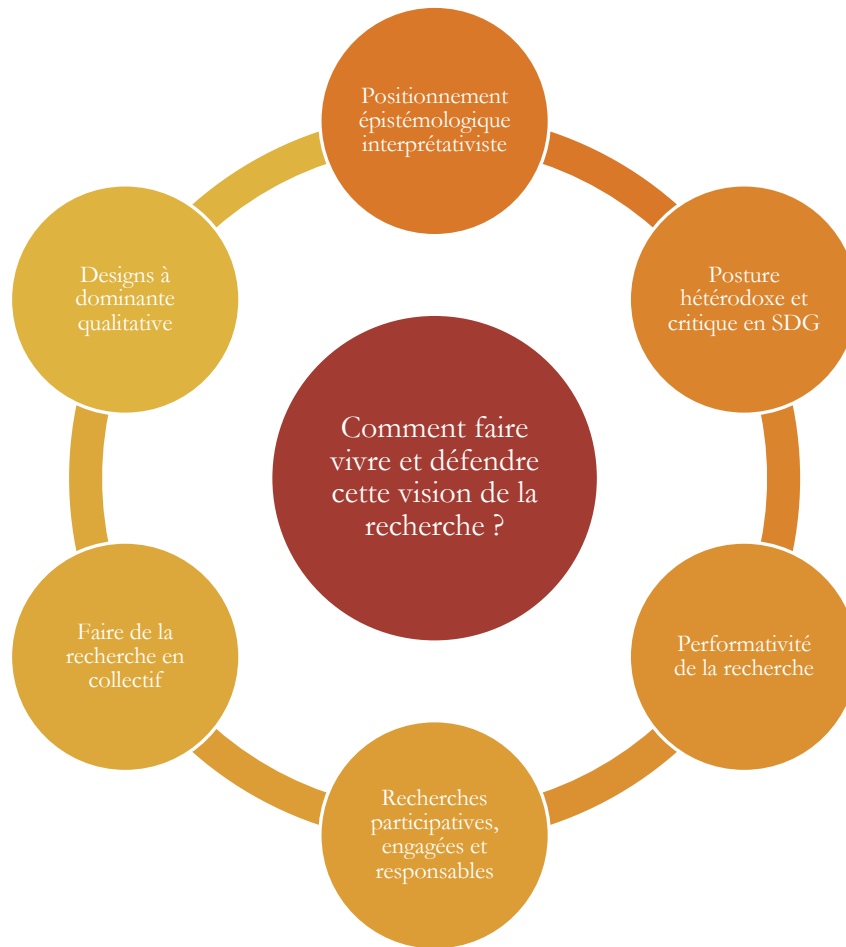 Positionnement
épistémologique
interprétativiste
Posture
hétérodoxe et
critique en SDG
Performativité
de la recherche
Recherches
participatives,
engagées et
responsables
Faire de la
recherche en
collectif
Designs à
dominante
qualitative
Comment faire
vivre et défendre
cette vision de la
recherche ?